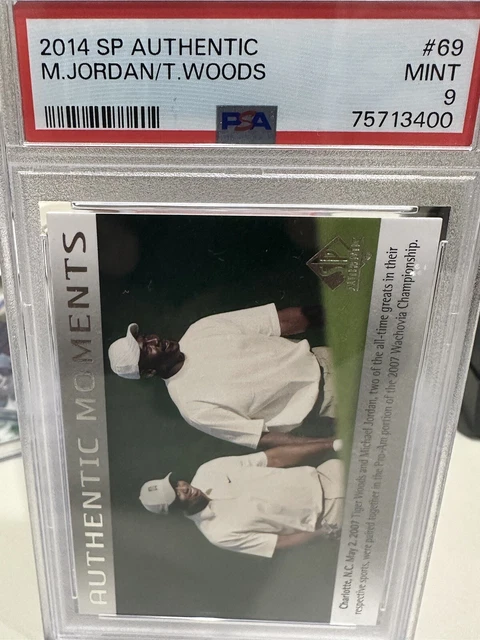 2014 SP AUTHENTIC #69
M.JORDAN/T.WOODS MINT
9
PSA 75713400
AUTHENTIC MOMENTS
SP
AUTHENTIC
Charlotte, N.C. May 2, 2007 Tiger Woods and Michael Jordan, two of the all-time greats in their
respective sports, were paired together in the Pro-Am portion of the 2007 Wachovia Championship.